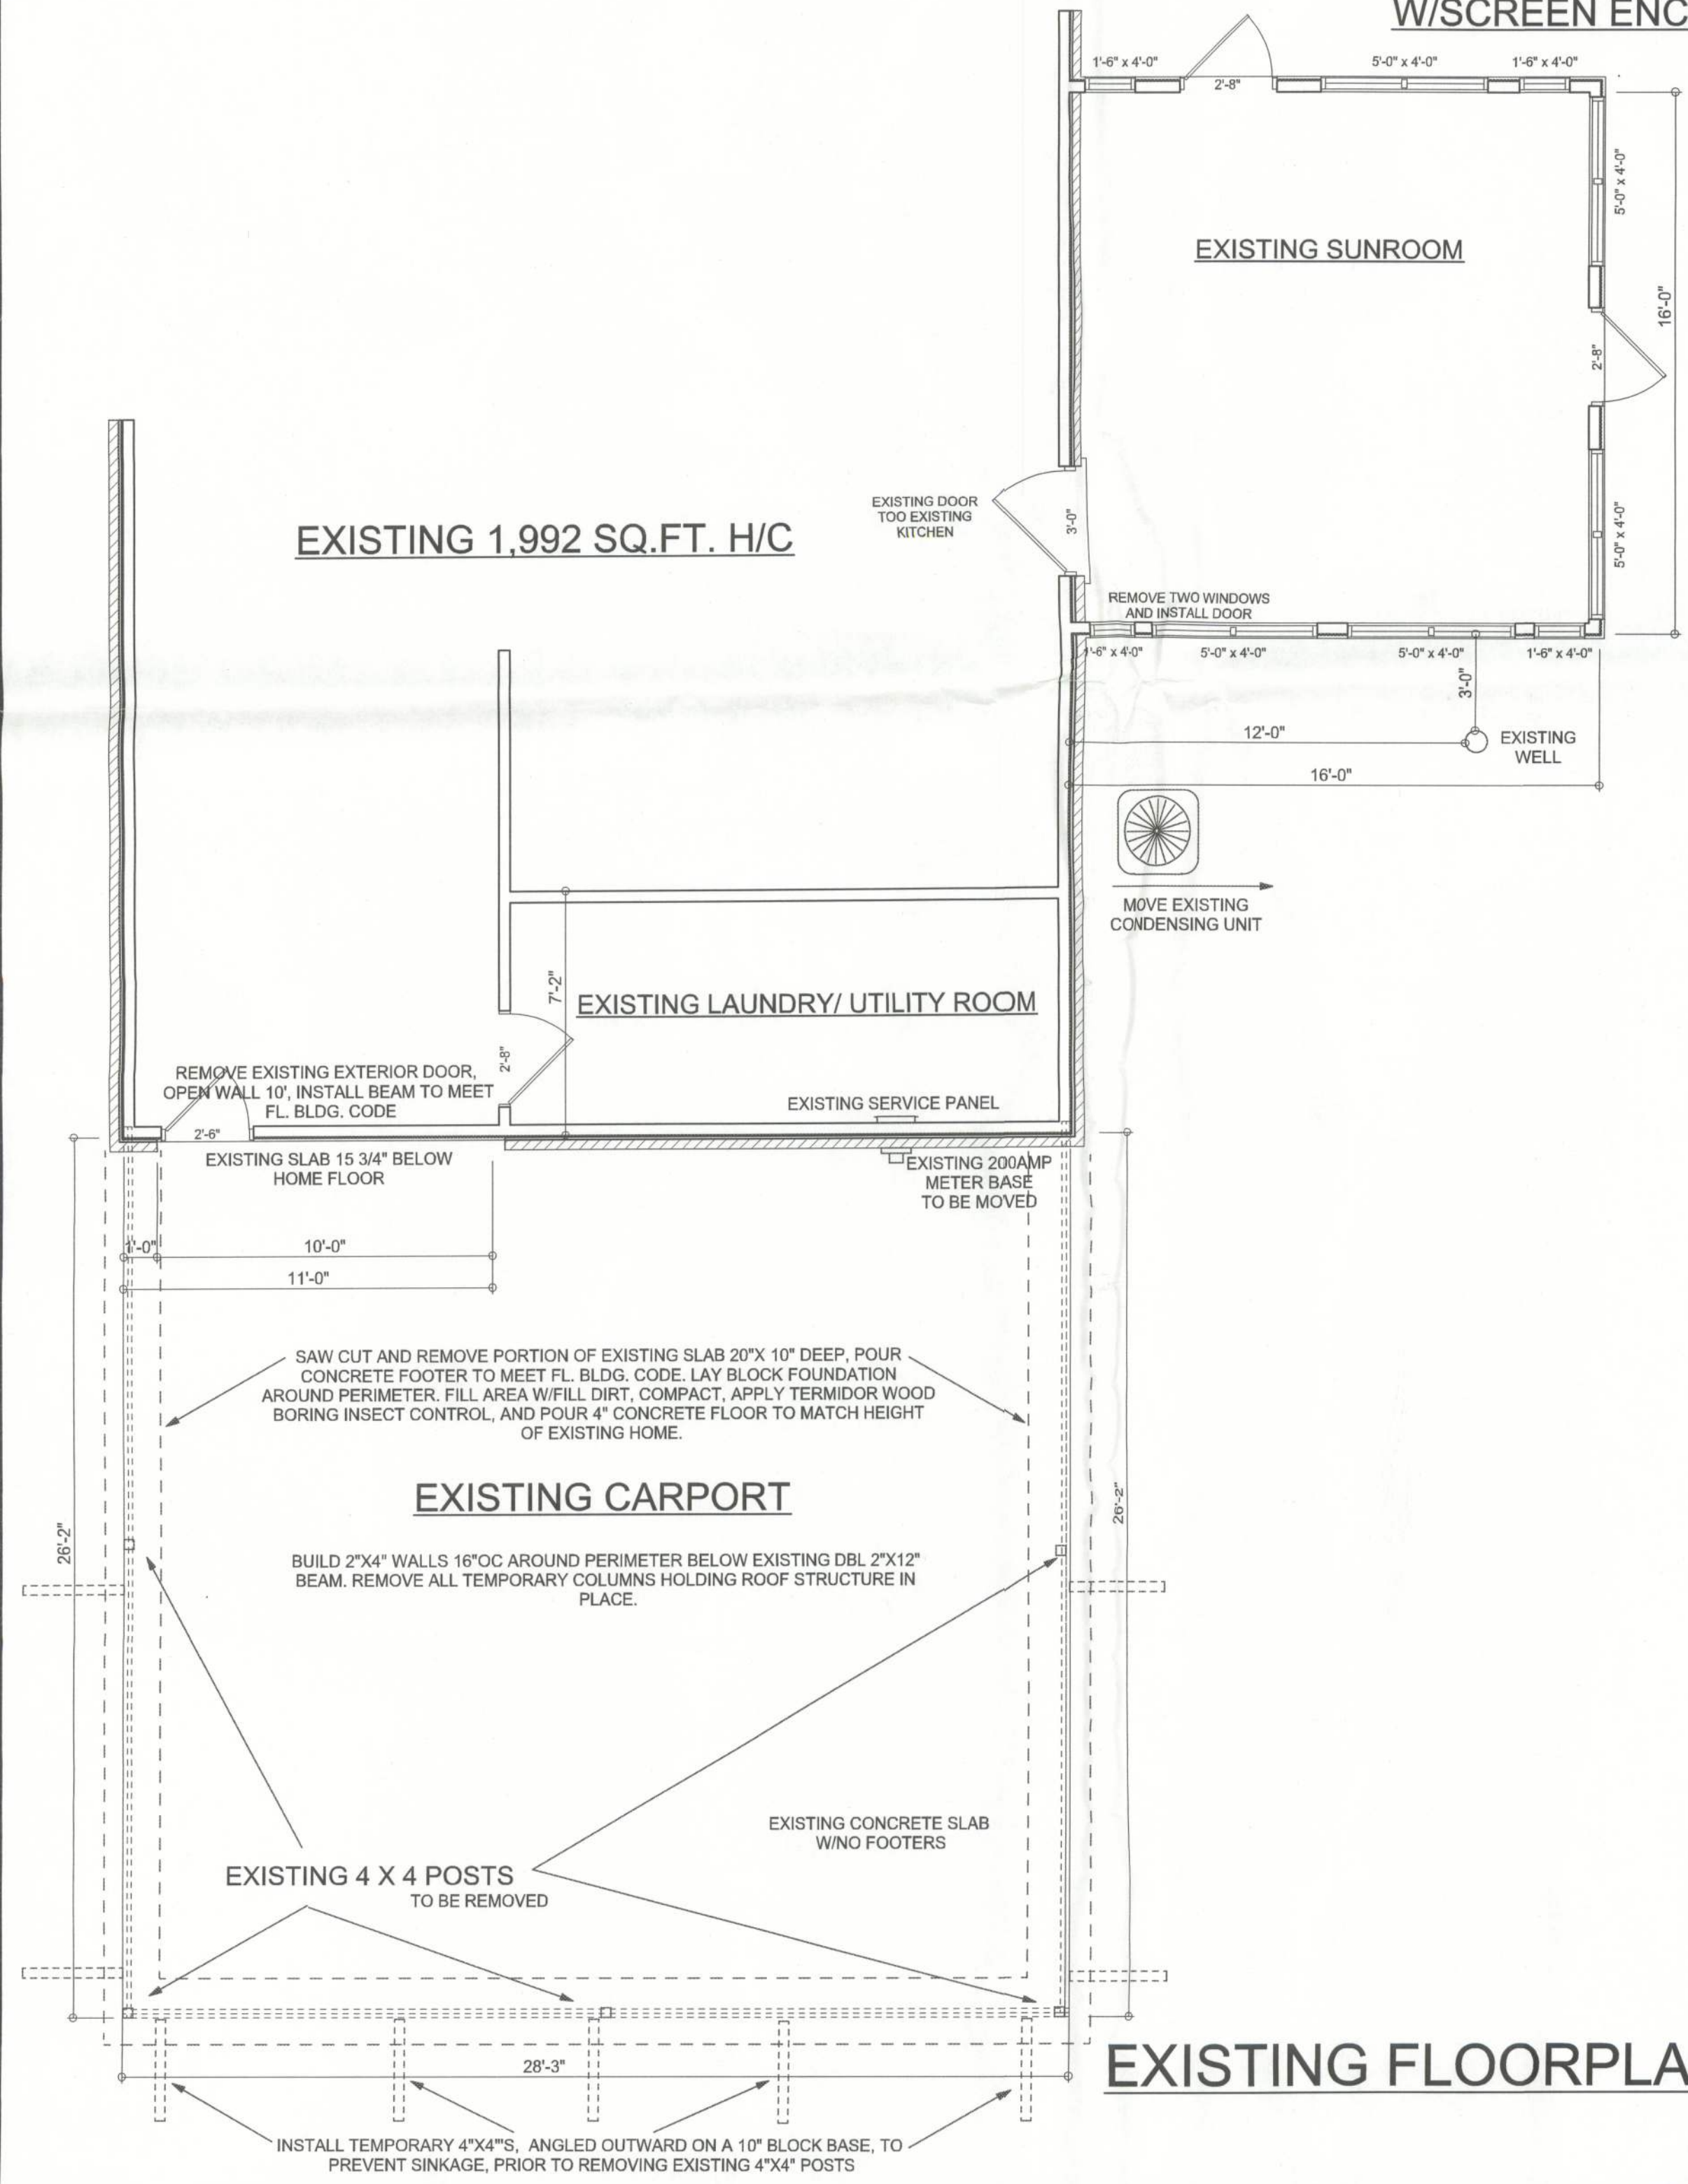 W/SCREEN ENC
1'-6" x 4'-0"
2'-8"
5'-0" x 4'-0"
1'-6" x 4'-0"
5'-0" x 4'-0"
EXISTING SUNROOM
16'-0"
2'-8"
EXISTING DOOR
TOO EXISTING
KITCHEN
3'-0"
5'-0" x 4'-0"
EXISTING 1,992 SQ.FT. H/C
REMOVE TWO WINDOWS
AND INSTALL DOOR
1'-6" x 4'-0"
5'-0" x 4'-0"
5'-0" x 4'-0"
1'-6" x 4'-0"
3'-0"
12'-0"
EXISTING
WELL
16'-0"
MOVE EXISTING
CONDENSING UNIT
7'-2"
EXISTING LAUNDRY/ UTILITY ROOM
2'-8"
REMOVE EXISTING EXTERIOR DOOR,
OPEN WALL 10', INSTALL BEAM TO MEET
FL. BLDG. CODE
EXISTING SERVICE PANEL
2'-6"
EXISTING SLAB 15 3/4" BELOW
HOME FLOOR
EXISTING 200AMP
METER BASE
TO BE MOVED
1'-0"
10'-0"
11'-0"
SAW CUT AND REMOVE PORTION OF EXISTING SLAB 20"X 10" DEEP, POUR
CONCRETE FOOTER TO MEET FL. BLDG. CODE. LAY BLOCK FOUNDATION
AROUND PERIMETER. FILL AREA W/FILL DIRT, COMPACT, APPLY TERMIDOR WOOD
BORING INSECT CONTROL, AND POUR 4" CONCRETE FLOOR TO MATCH HEIGHT
OF EXISTING HOME.
EXISTING CARPORT
26'-2"
26'-2"
BUILD 2"X4" WALLS 16"OC AROUND PERIMETER BELOW EXISTING DBL 2"X12"
BEAM. REMOVE ALL TEMPORARY COLUMNS HOLDING ROOF STRUCTURE IN
PLACE.
EXISTING CONCRETE SLAB
W/NO FOOTERS
EXISTING 4 X 4 POSTS
TO BE REMOVED
28'-3"
EXISTING FLOORPLA
INSTALL TEMPORARY 4"X4"'S, ANGLED OUTWARD ON A 10" BLOCK BASE, TO
PREVENT SINKAGE, PRIOR TO REMOVING EXISTING 4"X4" POSTS